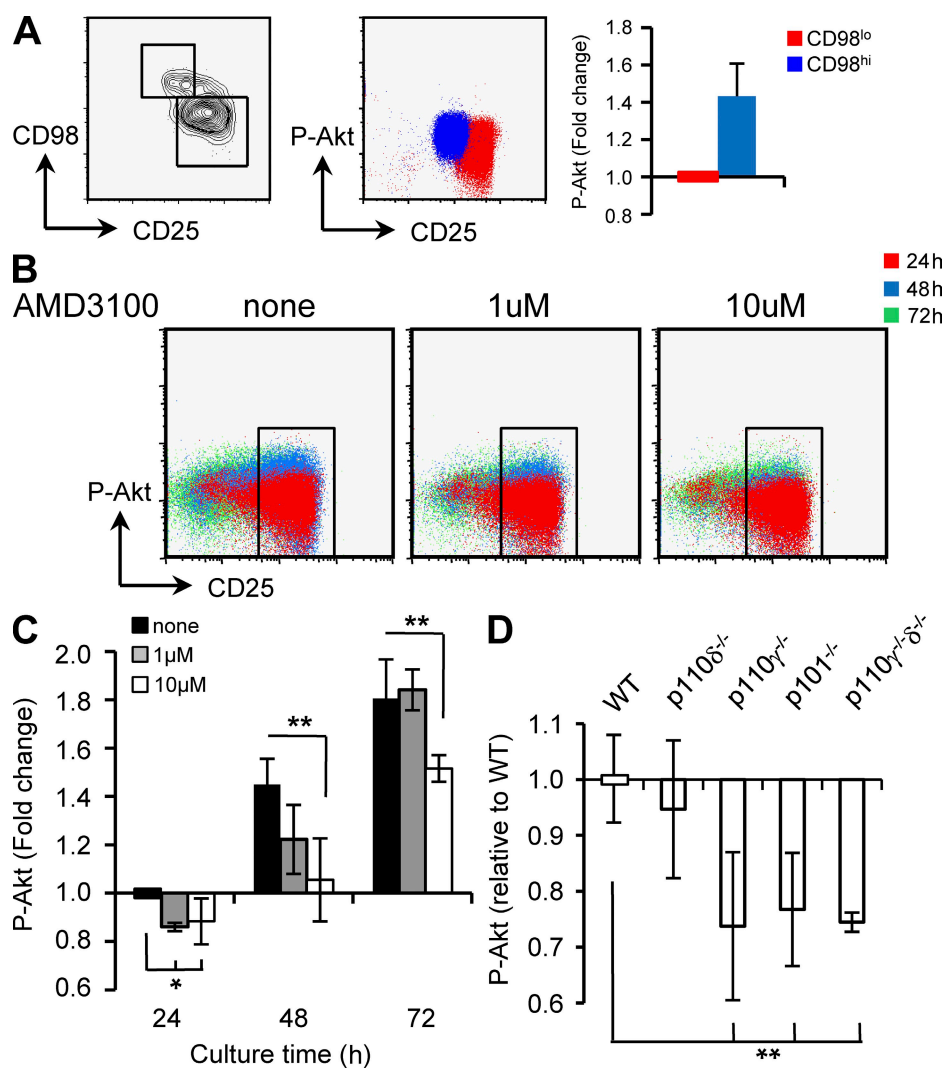 A
CD98
CD25
P-Akt
CD25
P-Akt (Fold change)
1.8
1.6
1.4
1.2
1.0
0.8
CD98lo
CD98hi
B
AMD3100
none
1uM
10uM
24h
48h
72h
P-Akt
CD25
C
none
1µM
10µM
P-Akt (Fold change)
2.0
1.8
1.6
1.4
1.2
1.0
0.8
0.6
*
**
**
24
48
72
Culture time (h)
D
WT
p110δ-/-
p110γ-/-
p101-/-
p110γ-/-δ-/-
P-Akt (relative to WT)
1.1
1.0
0.9
0.8
0.7
0.6
**